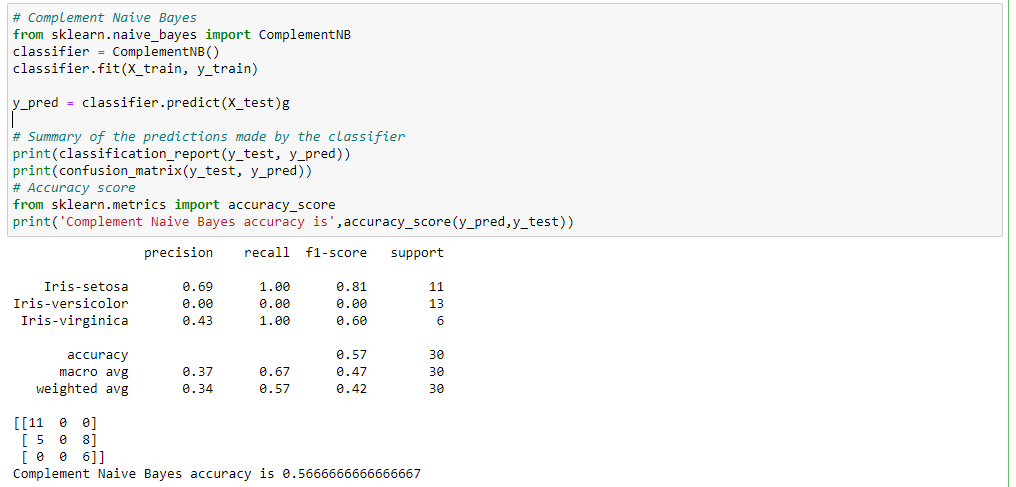 # Complement Naive Bayes
from sklearn.naive_bayes import ComplementNB
classifier = ComplementNB()
classifier.fit(X_train, y_train)
y_pred = classifier.predict(X_test)g
# Summary of the predictions made by the classifier
print(classification_report(y_test, y_pred))
print(confusion_matrix(y_test, y_pred))
# Accuracy score
from sklearn.metrics import accuracy_score
print('Complement Naive Bayes accuracy is',accuracy_score(y_pred,y_test))
precision recall f1-score support
Iris-setosa 0.69 1.00 0.81 11
Iris-versicolor 0.00 0.00 0.00 13
Iris-virginica 0.43 1.00 0.60 6
accuracy 0.57 30
macro avg 0.37 0.67 0.47 30
weighted avg 0.34 0.57 0.42 30
[[11 0 0]
[ 5 0 8]
[ 0 0 6]]
Complement Naive Bayes accuracy is 0.5666666666666667